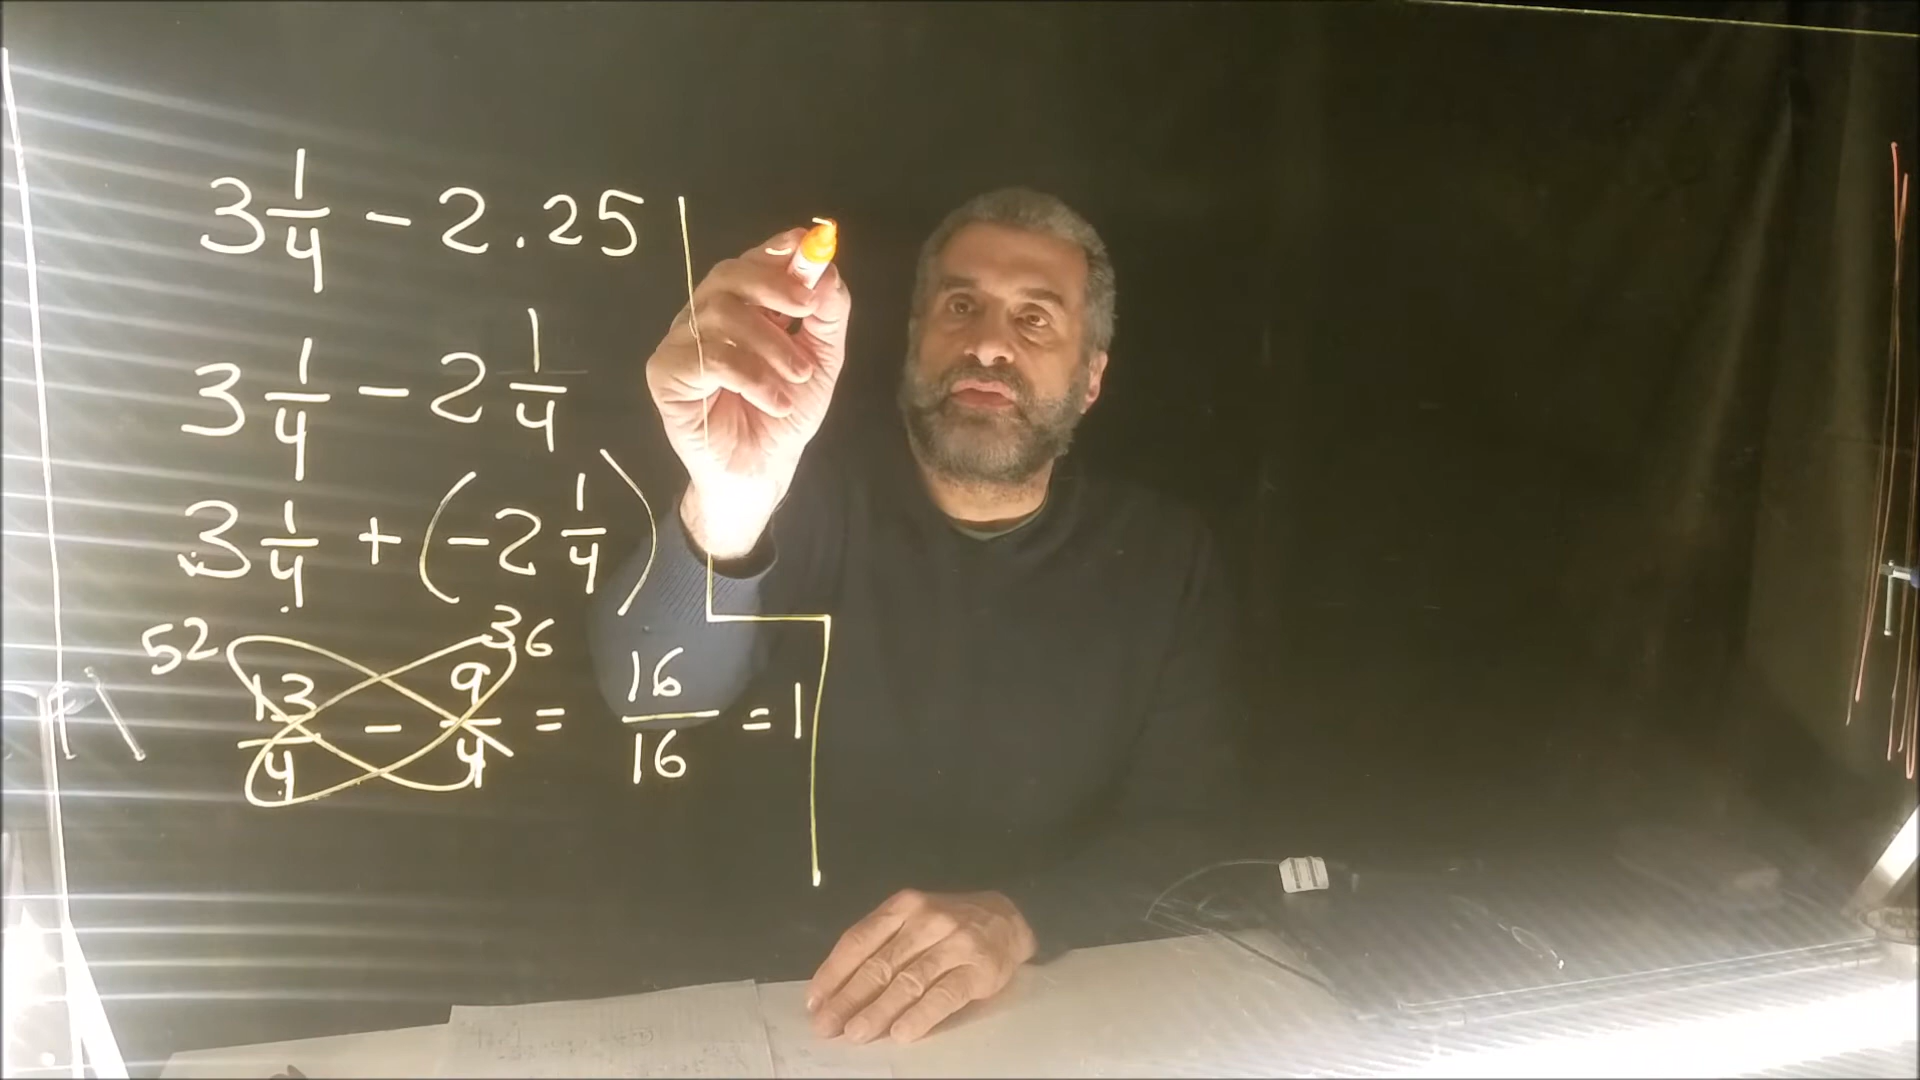 3 1/4 - 2.25
3 1/4 - 2 1/4
3 1/4 + (-2 1/4)
52 36
13/4 - 9/4 = 16/16 = 1